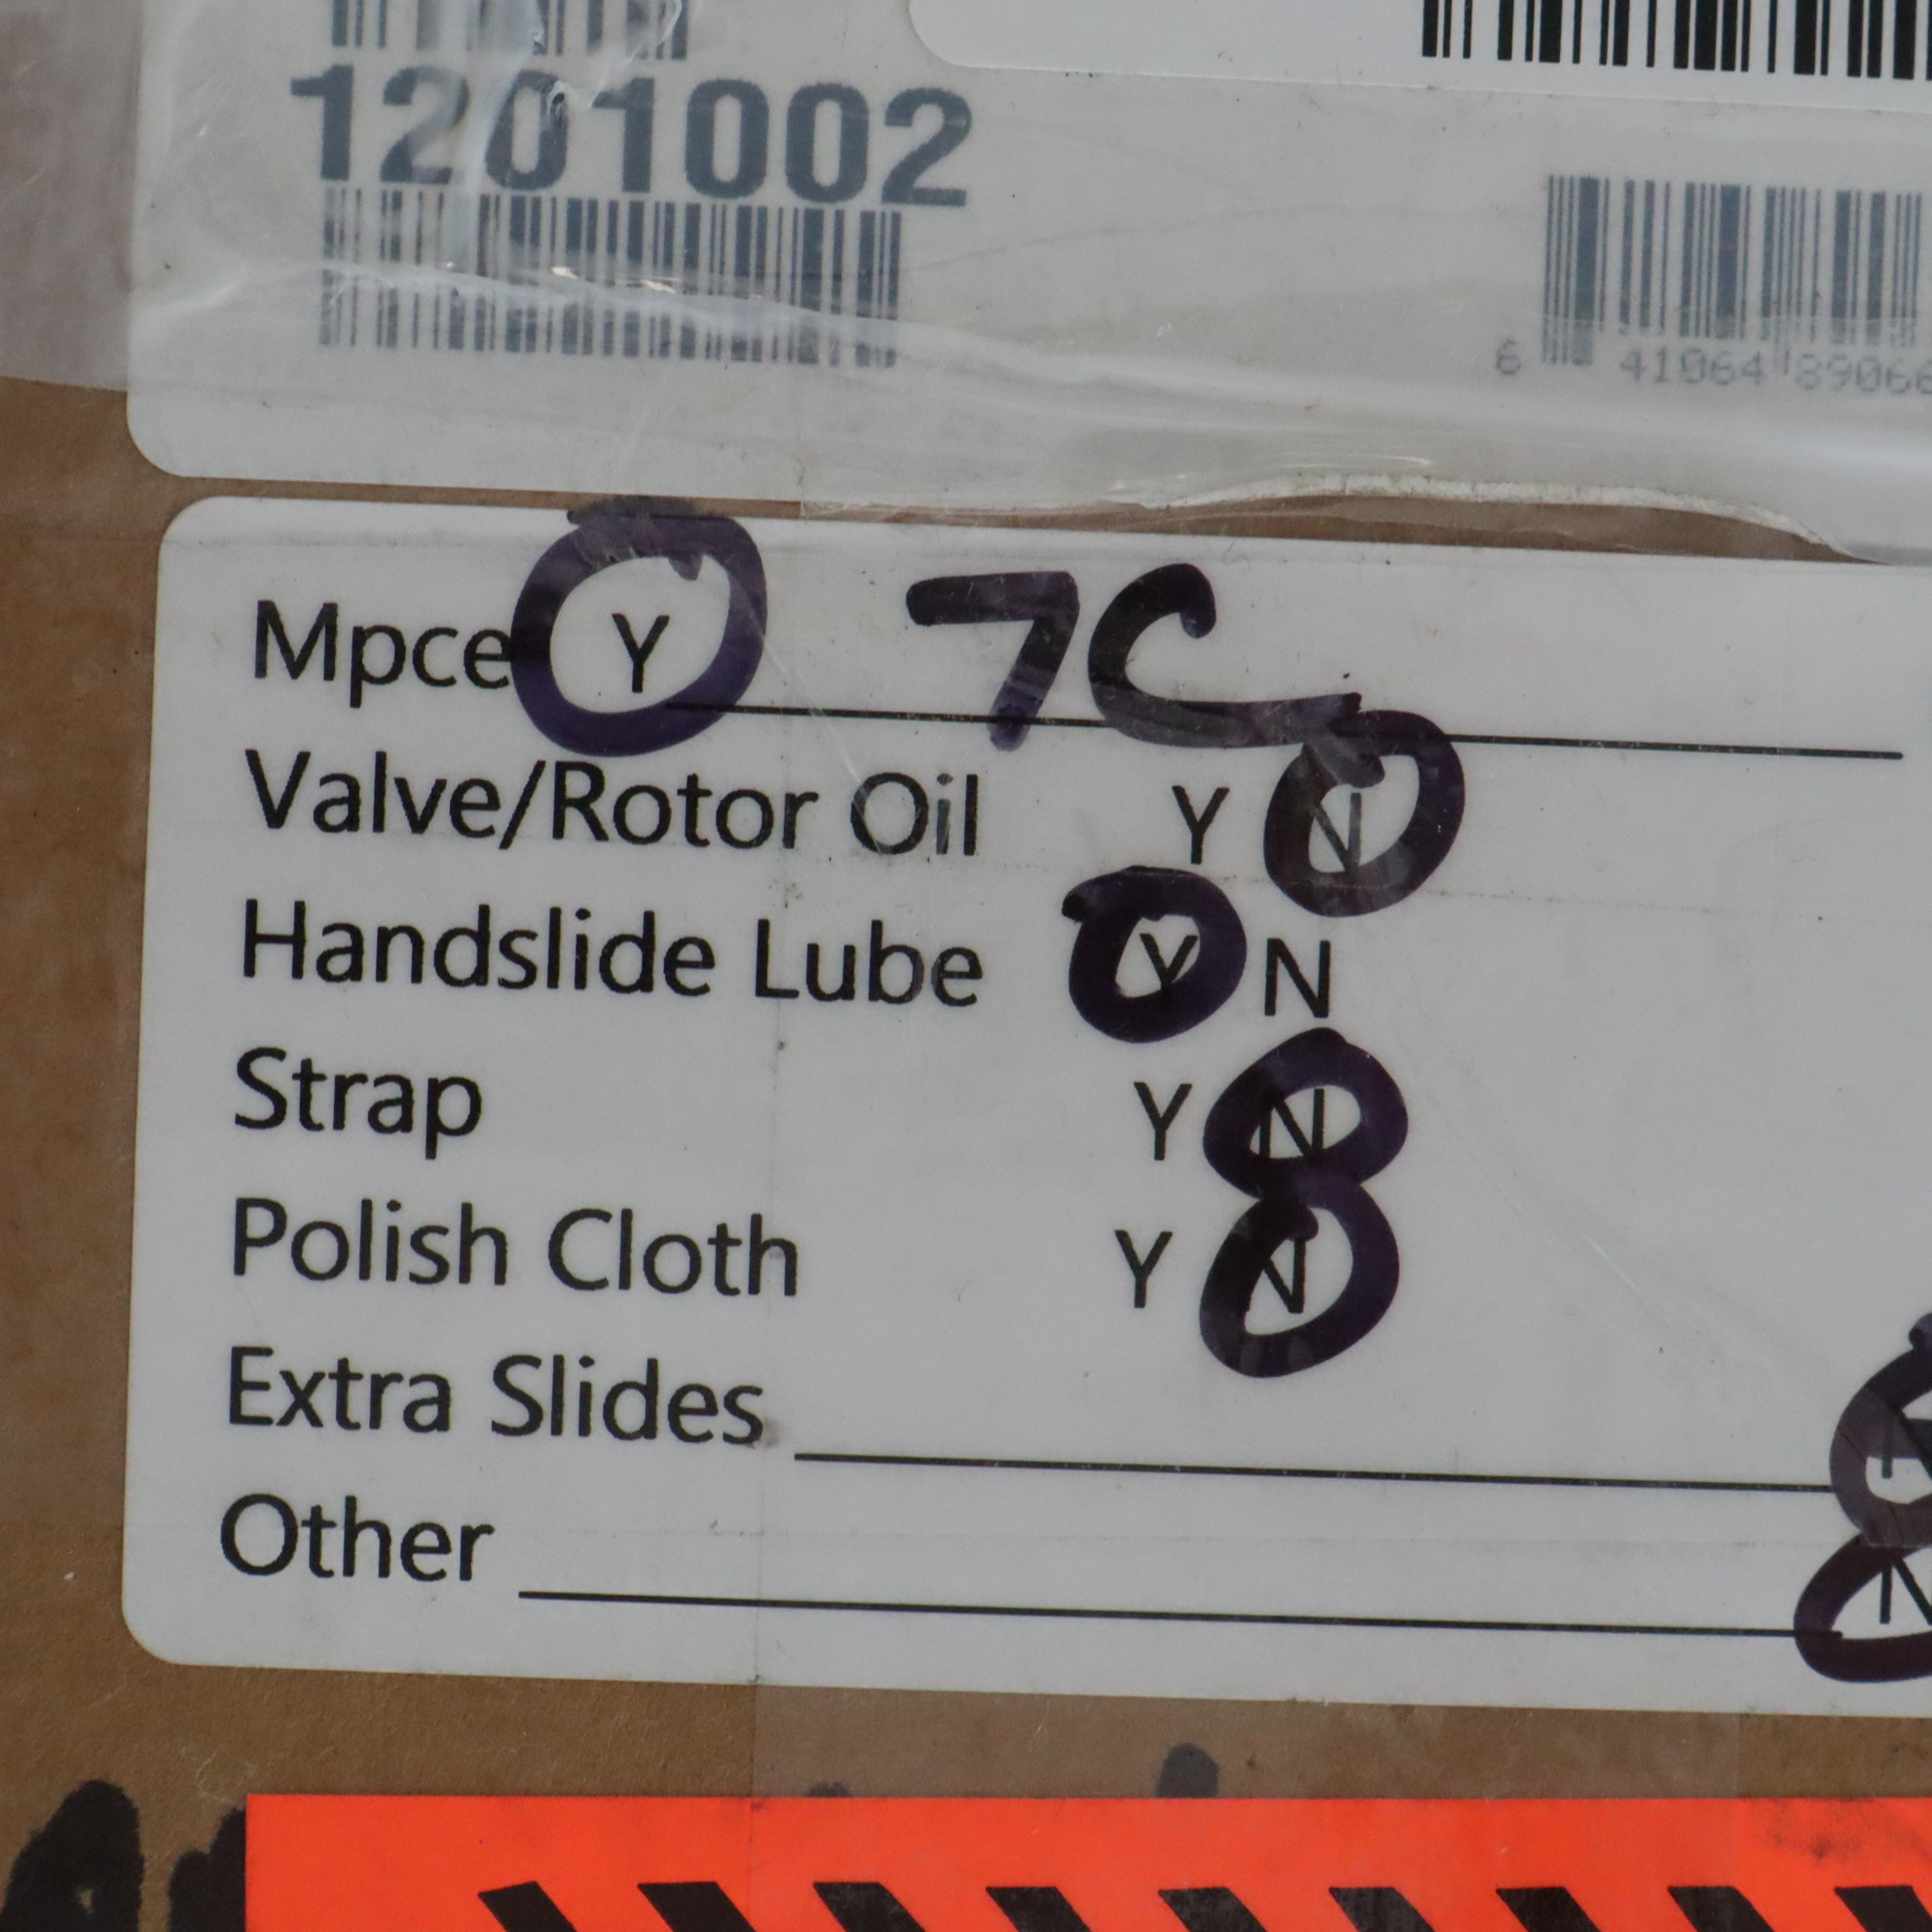 1201002
6 41064 89066
Mpce Y 7C
Valve/Rotor Oil Y N
Handslide Lube Y N
Strap Y N
Polish Cloth Y N
Extra Slides N
Other N